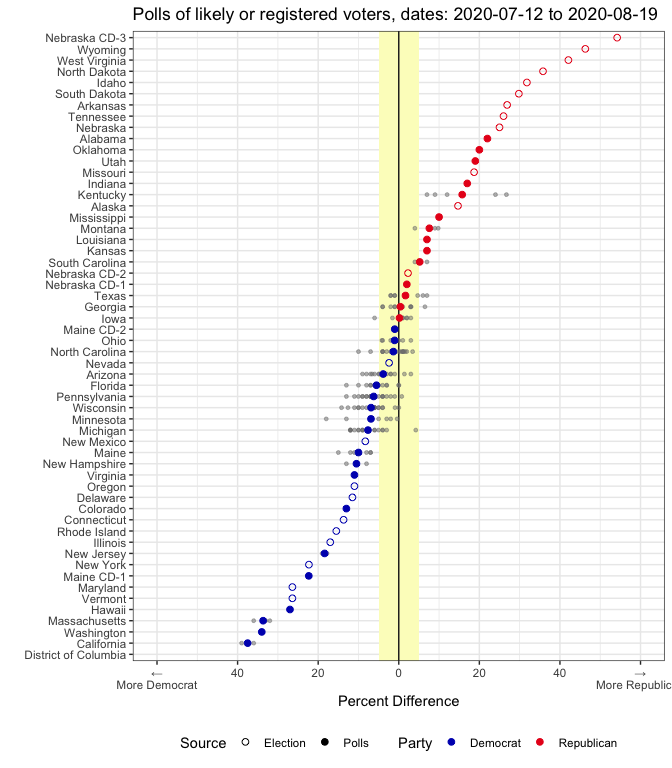 Polls of likely or registered voters, dates: 2020-07-12 to 2020-08-19
Nebraska CD-3
Wyoming
West Virginia
North Dakota
Idaho
South Dakota
Arkansas
Tennessee
Nebraska
Alabama
Oklahoma
Utah
Missouri
Indiana
Kentucky
Alaska
Mississippi
Montana
Louisiana
Kansas
South Carolina
Nebraska CD-2
Nebraska CD-1
Texas
Georgia
Iowa
Maine CD-2
Ohio
North Carolina
Nevada
Arizona
Florida
Pennsylvania
Wisconsin
Minnesota
Michigan
New Mexico
Maine
New Hampshire
Virginia
Oregon
Delaware
Colorado
Connecticut
Rhode Island
Illinois
New Jersey
New York
Maine CD-1
Maryland
Vermont
Hawaii
Massachusetts
Washington
California
District of Columbia
← 40 20 0 20 40 →
More Democrat More Republic
Percent Difference
Source Election Polls Party Democrat Republican